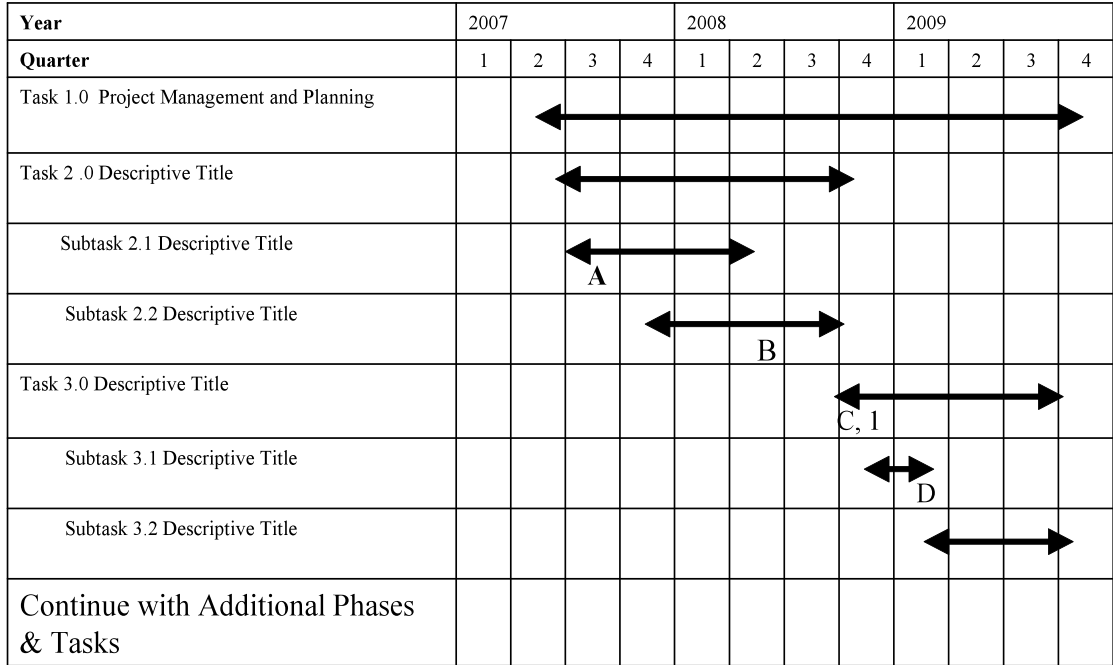 Year 2007 2008 2009
Quarter 1 2 3 4 1 2 3 4 1 2 3 4
Task 1.0 Project Management and Planning
Task 2 .0 Descriptive Title
Subtask 2.1 Descriptive Title
A
Subtask 2.2 Descriptive Title
B
Task 3.0 Descriptive Title
C, 1
Subtask 3.1 Descriptive Title
D
Subtask 3.2 Descriptive Title
Continue with Additional Phases
& Tasks